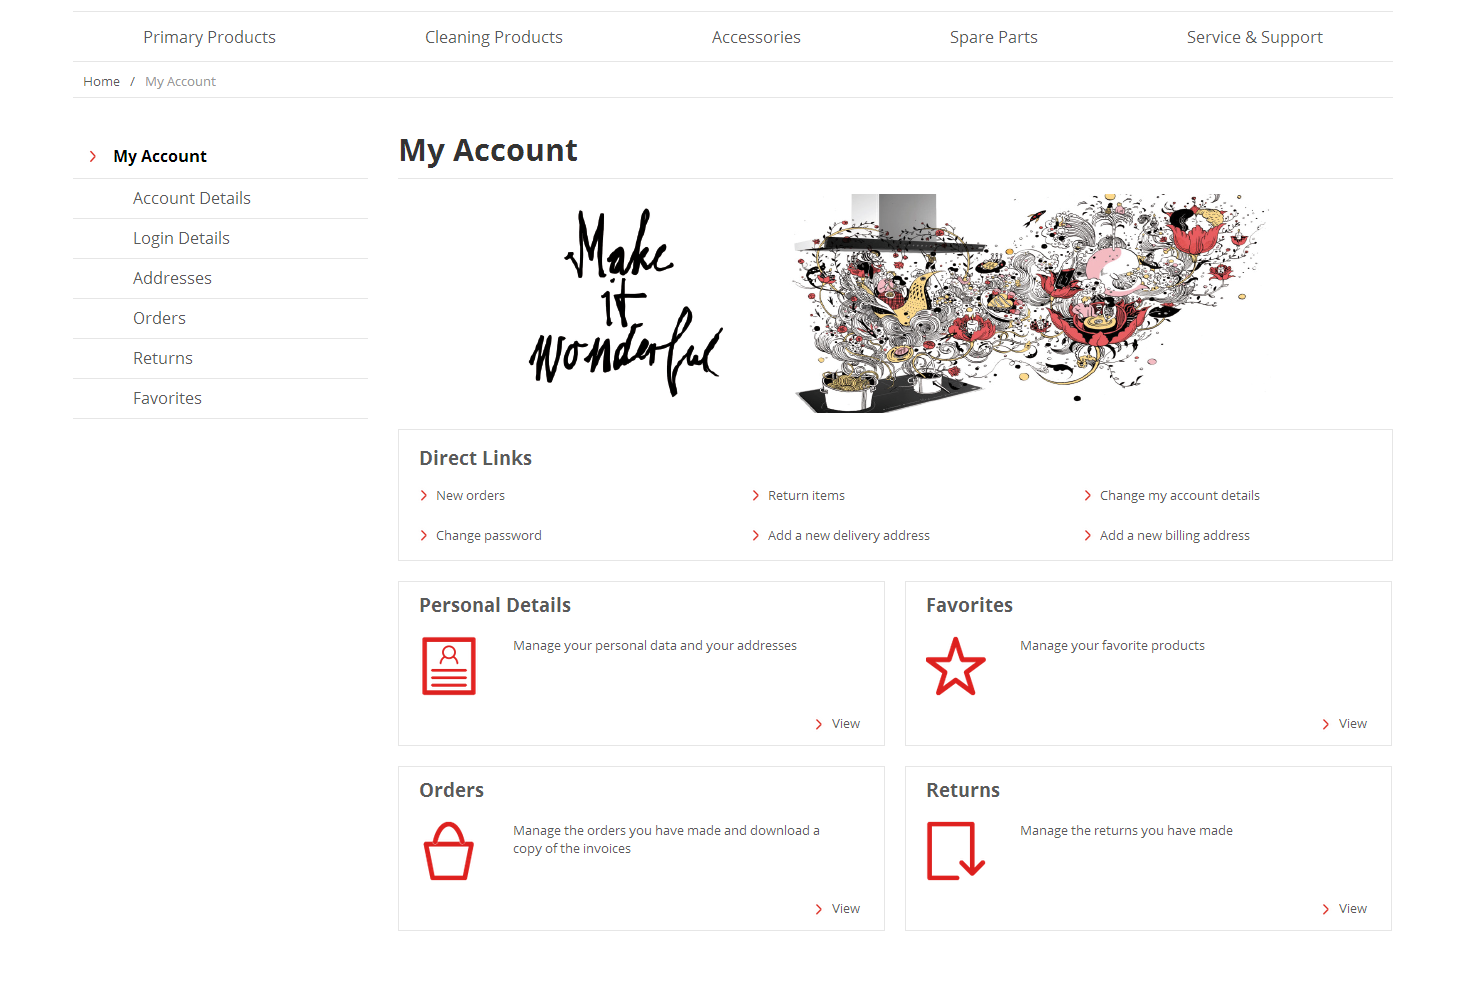 Primary Products
Cleaning Products
Accessories
Spare Parts
Service & Support
Home / My Account
My Account
Account Details
Login Details
Addresses
Orders
Returns
Favorites
My Account
Make
it
wonderful
Direct Links
New orders
Return items
Change my account details
Change password
Add a new delivery address
Add a new billing address
Personal Details
Manage your personal data and your addresses
View
Favorites
Manage your favorite products
View
Orders
Manage the orders you have made and download a
copy of the invoices
View
Returns
Manage the returns you have made
View